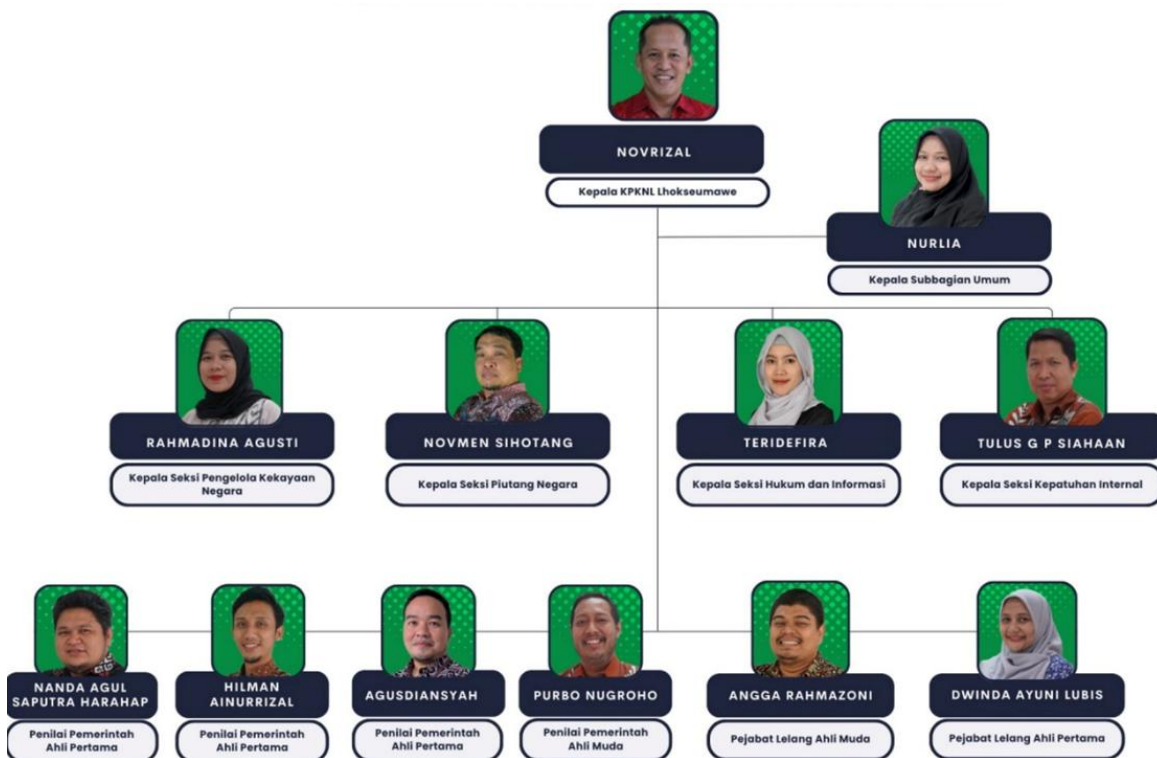 NOVRIZAL
Kepala KPKNL Lhokseumawe
NURLIA
Kepala Subbagian Umum
RAHMADINA AGUSTI
Kepala Seksi Pengelola Kekayaan
Negara
NOVMEN SIHOTANG
Kepala Seksi Piutang Negara
TERIDEFIRA
Kepala Seksi Hukum dan Informasi
TULUS G P SIAHAAN
Kepala Seksi Kepatuhan Internal
NANDA AGUL
SAPUTRA HARAHAP
Penilai Pemerintah
Ahli Pertama
HILMAN
AINURRIZAL
Penilai Pemerintah
Ahli Pertama
AGUSDIANSYAH
Penilai Pemerintah
Ahli Pertama
PURBO NUGROHO
Penilai Pemerintah
Ahli Muda
ANGGA RAHMAZONI
Pejabat Lelang Ahli Muda
DWINDA AYUNI LUBIS
Pejabat Lelang Ahli Pertama